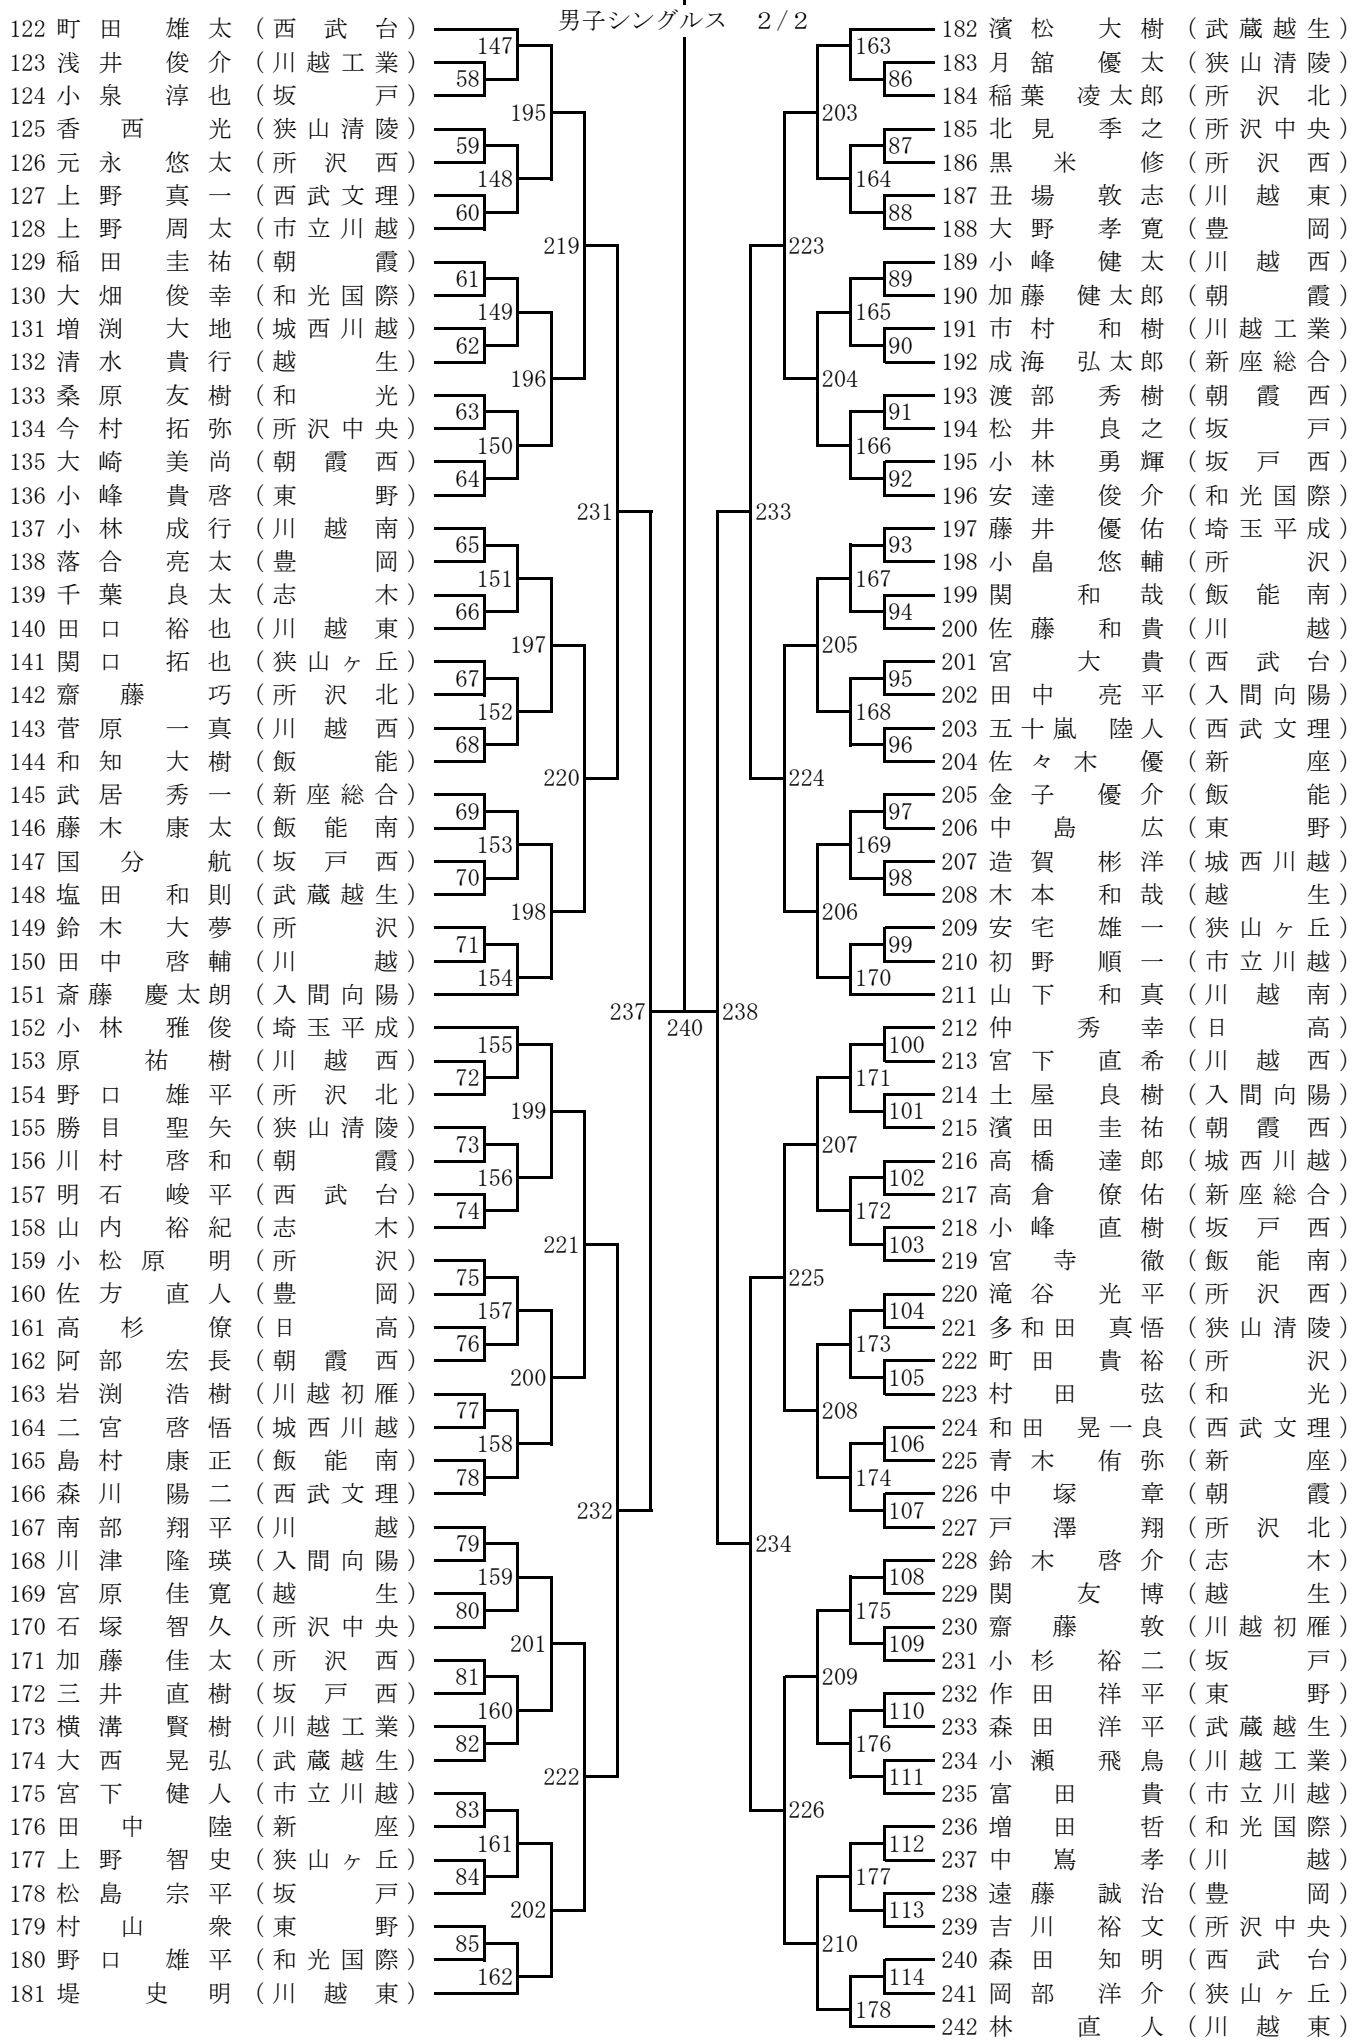 男子シングルス 2/2
122 町田 雄太 (西武台)
123 浅井 俊介 (川越工業)
124 小泉 淳也 (坂戸)
125 香西 光 (狭山清陵)
126 元永 悠太 (所沢西)
127 上野 真一 (西武文理)
128 上野 周太 (市立川越)
129 稲田 圭祐 (朝霞)
130 大畑 俊幸 (和光国際)
131 増渕 大地 (城西川越)
132 清水 貴行 (越生)
133 桑原 友樹 (和光)
134 今村 拓弥 (所沢中央)
135 大崎 美尚 (朝霞西)
136 小峰 貴啓 (東野)
137 小林 成行 (川越南)
138 落合 亮太 (豊岡)
139 千葉 良太 (志木)
140 田口 裕也 (川越東)
141 関口 拓也 (狭山ヶ丘)
142 齋藤 巧 (所沢北)
143 菅原 一真 (川越西)
144 和知 大樹 (飯能)
145 武居 秀一 (新座総合)
146 藤木 康太 (飯能南)
147 国分 航 (坂戸西)
148 塩田 和則 (武蔵越生)
149 鈴木 大夢 (所沢)
150 田中 啓輔 (川越)
151 斎藤 慶太朗 (入間向陽)
152 小林 雅俊 (埼玉平成)
153 原 祐樹 (川越西)
154 野口 雄平 (所沢北)
155 勝目 聖矢 (狭山清陵)
156 川村 啓和 (朝霞)
157 明石 峻平 (西武台)
158 山内 裕紀 (志木)
159 小松原 明 (所沢)
160 佐方 直人 (豊岡)
161 高杉 僚 (日高)
162 阿部 宏長 (朝霞西)
163 岩渕 浩樹 (川越初雁)
164 二宮 啓悟 (城西川越)
165 島村 康正 (飯能南)
166 森川 陽二 (西武文理)
167 南部 翔平 (川越)
168 川津 隆瑛 (入間向陽)
169 宮原 佳寛 (越生)
170 石塚 智久 (所沢中央)
171 加藤 佳太 (所沢西)
172 三井 直樹 (坂戸西)
173 横溝 賢樹 (川越工業)
174 大西 晃弘 (武蔵越生)
175 宮下 健人 (市立川越)
176 田中 陸 (新座)
177 上野 智史 (狭山ヶ丘)
178 松島 宗平 (坂戸)
179 村山 衆 (東野)
180 野口 雄平 (和光国際)
181 堤 史明 (川越東)
58
59
60
61
62
63
64
65
66
67
68
69
70
71
72
73
74
75
76
77
78
79
80
81
82
83
84
85
147
148
149
150
151
152
153
154
155
156
157
158
159
160
161
162
195
196
197
198
199
200
201
202
219
220
221
222
231
232
237
240
238
233
234
223
224
225
226
203
204
205
206
207
208
209
210
163
164
165
166
167
168
169
170
171
172
173
174
175
176
177
178
86
87
88
89
90
91
92
93
94
95
96
97
98
99
100
101
102
103
104
105
106
107
108
109
110
111
112
113
114
182 濱松 大樹 (武蔵越生)
183 月舘 優太 (狭山清陵)
184 稲葉 凌太郎 (所沢北)
185 北見 季之 (所沢中央)
186 黒米 修 (所沢西)
187 丑場 敦志 (川越東)
188 大野 孝寛 (豊岡)
189 小峰 健太 (川越西)
190 加藤 健太郎 (朝霞)
191 市村 和樹 (川越工業)
192 成海 弘太郎 (新座総合)
193 渡部 秀樹 (朝霞西)
194 松井 良之 (坂戸)
195 小林 勇輝 (坂戸西)
196 安達 俊介 (和光国際)
197 藤井 優佑 (埼玉平成)
198 小畠 悠輔 (所沢)
199 関 和哉 (飯能南)
200 佐藤 和貴 (川越)
201 宮 大貴 (西武台)
202 田中 亮平 (入間向陽)
203 五十嵐 陸人 (西武文理)
204 佐々木 優 (新座)
205 金子 優介 (飯能)
206 中島 広 (東野)
207 造賀 彬洋 (城西川越)
208 木本 和哉 (越生)
209 安宅 雄一 (狭山ヶ丘)
210 初野 順一 (市立川越)
211 山下 和真 (川越南)
212 仲 秀幸 (日高)
213 宮下 直希 (川越西)
214 土屋 良樹 (入間向陽)
215 濱田 圭祐 (朝霞西)
216 高橋 達郎 (城西川越)
217 高倉 僚佑 (新座総合)
218 小峰 直樹 (坂戸西)
219 宮寺 徹 (飯能南)
220 滝谷 光平 (所沢西)
221 多和田 真悟 (狭山清陵)
222 町田 貴裕 (所沢)
223 村田 弦 (和光)
224 和田 晃一良 (西武文理)
225 青木 侑弥 (新座)
226 中塚 章 (朝霞)
227 戸澤 翔 (所沢北)
228 鈴木 啓介 (志木)
229 関 友博 (越生)
230 齋藤 敦 (川越初雁)
231 小杉 裕二 (坂戸)
232 作田 祥平 (東野)
233 森田 洋平 (武蔵越生)
234 小瀬 飛鳥 (川越工業)
235 富田 貴 (市立川越)
236 増田 哲 (和光国際)
237 中嶌 孝 (川越)
238 遠藤 誠治 (豊岡)
239 吉川 裕文 (所沢中央)
240 森田 知明 (西武台)
241 岡部 洋介 (狭山ヶ丘)
242 林 直人 (川越東)